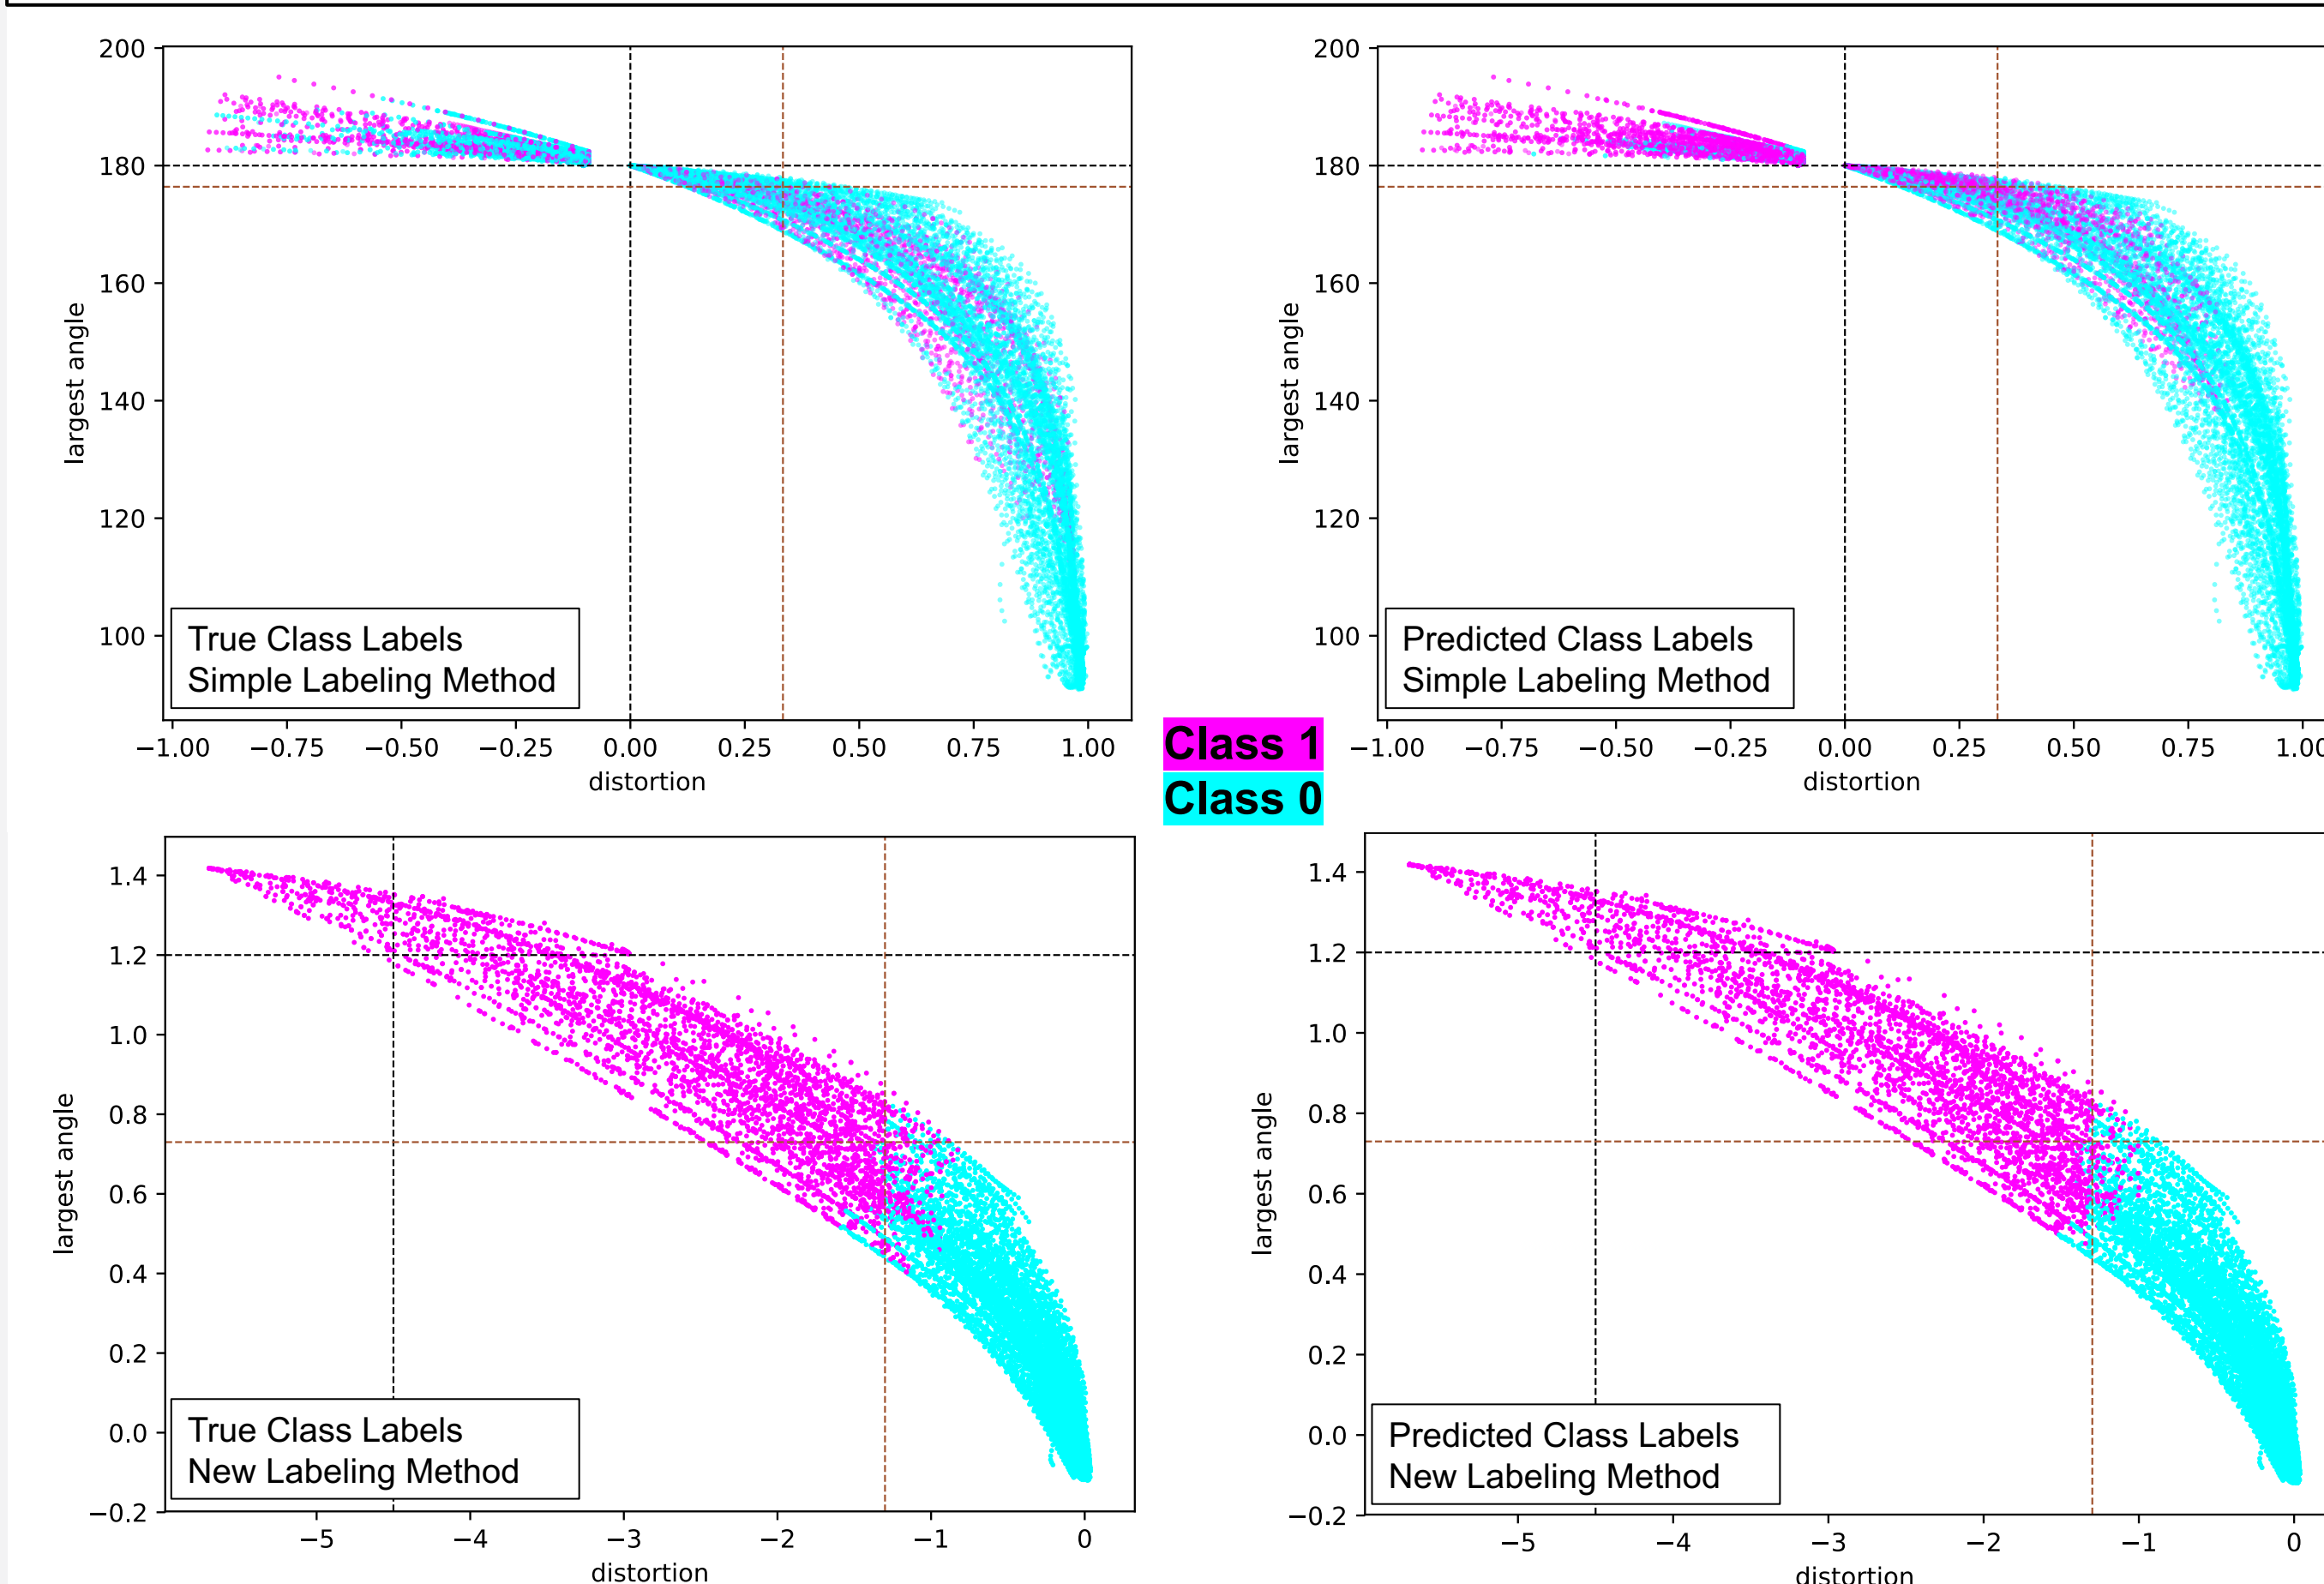 200
180
160
140
120
100
largest angle
True Class Labels
Simple Labeling Method
−1.00 −0.75 −0.50 −0.25 0.00 0.25 0.50 0.75 1.00
distortion
200
180
160
140
120
100
largest angle
Predicted Class Labels
Simple Labeling Method
−1.00 −0.75 −0.50 −0.25 0.00 0.25 0.50 0.75 1.00
distortion
Class 1
Class 0
1.4
1.2
1.0
0.8
0.6
0.4
0.2
0.0
−0.2
largest angle
True Class Labels
New Labeling Method
−5 −4 −3 −2 −1 0
distortion
1.4
1.2
1.0
0.8
0.6
0.4
0.2
0.0
−0.2
largest angle
Predicted Class Labels
New Labeling Method
−5 −4 −3 −2 −1 0
distortion